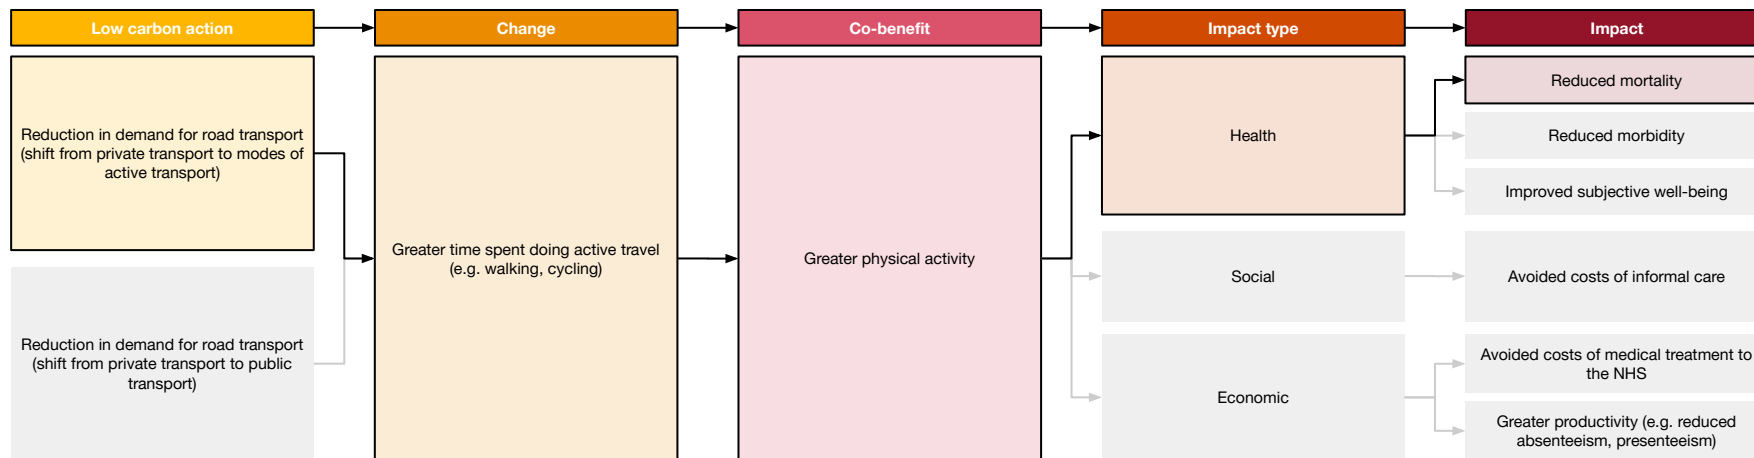 Low carbon action
Change
Co-benefit
Impact type
Impact
Reduction in demand for road transport
(shift from private transport to modes of
active transport)
Reduction in demand for road transport
(shift from private transport to public
transport)
Greater time spent doing active travel
(e.g. walking, cycling)
Greater physical activity
Health
Social
Economic
Reduced mortality
Reduced morbidity
Improved subjective well-being
Avoided costs of informal care
Avoided costs of medical treatment to
the NHS
Greater productivity (e.g. reduced
absenteeism, presenteeism)